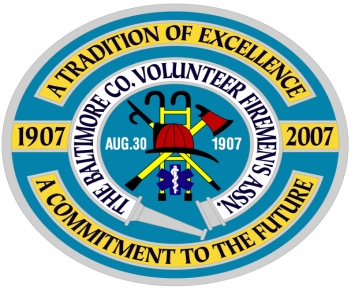 A TRADITION OF EXCELLENCE
THE BALTIMORE CO. VOLUNTEER FIREMEN'S ASSN.
1907
AUG.30
1907
2007
A COMMITMENT TO THE FUTURE